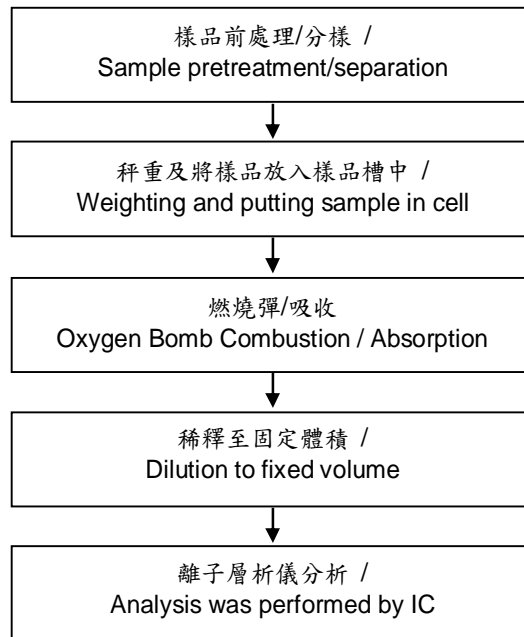 樣品前處理/分樣 /
Sample pretreatment/separation
秤重及將樣品放入樣品槽中 /
Weighting and putting sample in cell
燃燒彈/吸收
Oxygen Bomb Combustion / Absorption
稀釋至固定體積 /
Dilution to fixed volume
離子層析儀分析 /
Analysis was performed by IC